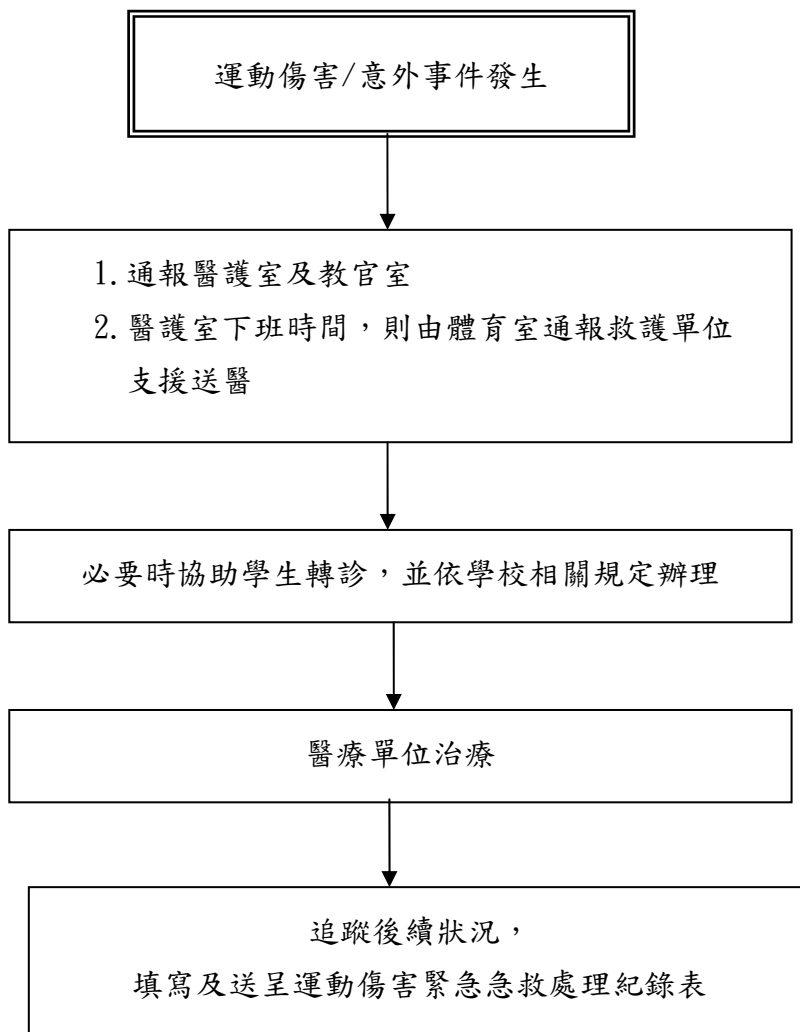 運動傷害/意外事件發生
1. 通報醫護室及教官室
2. 醫護室下班時間，則由體育室通報救護單位
支援送醫
必要時協助學生轉診，並依學校相關規定辦理
醫療單位治療
追蹤後續狀況，
填寫及送呈運動傷害緊急急救處理紀錄表